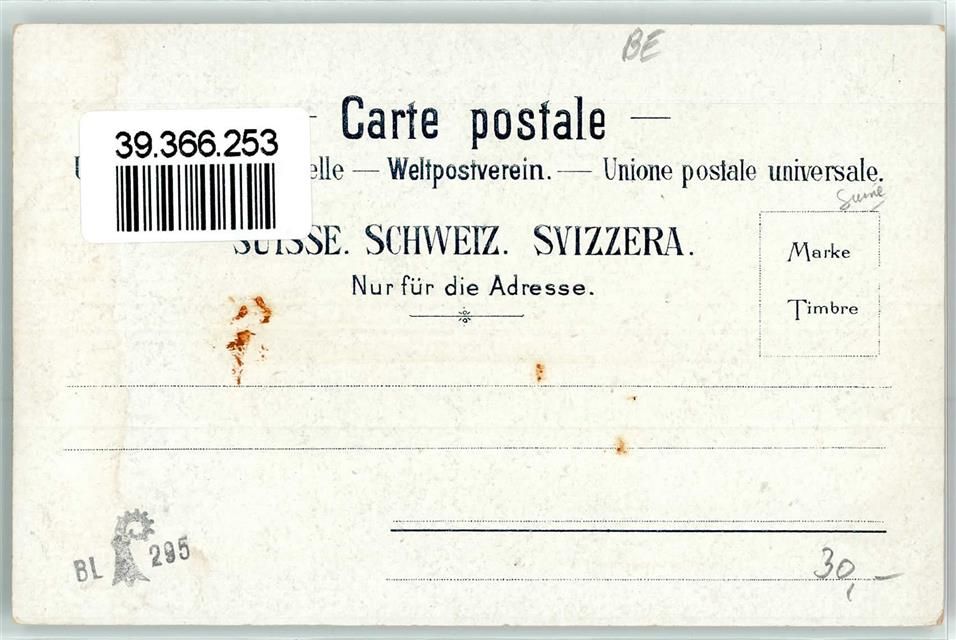 BE
Carte postale
39.366.253
elle — Weltpostverein. — Unione postale universale.
SUISSE. SCHWEIZ. SVIZZERA.
Marke
Nur für die Adresse.
Timbre
BL 295
30,—